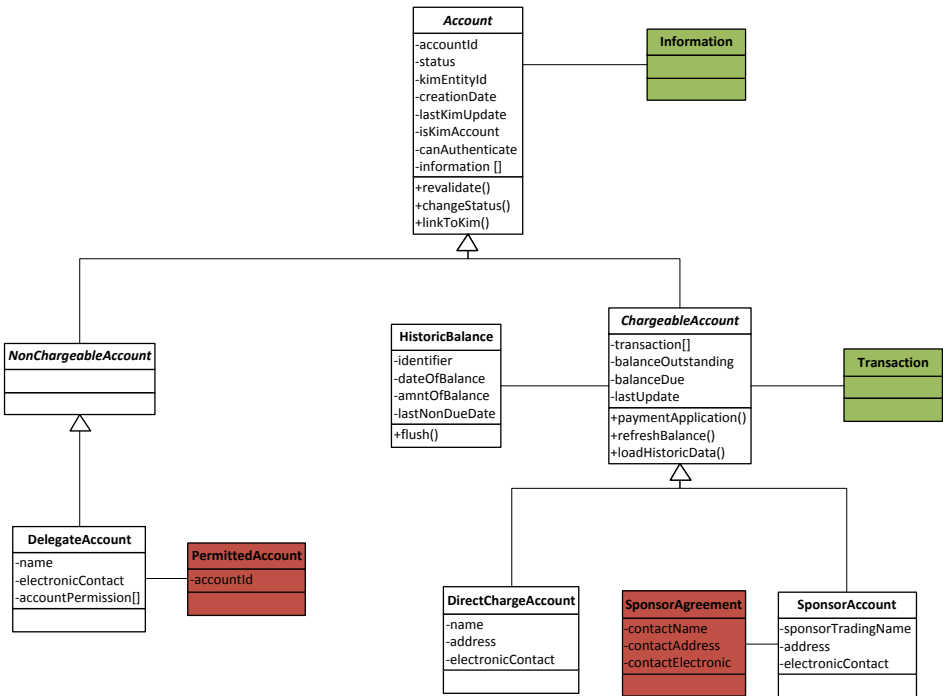 Account
-accountId
-status
-kimEntityId
-creationDate
-lastKimUpdate
-isKimAccount
-canAuthenticate
-information []
+revalidate()
+changeStatus()
+linkToKim()
Information
NonChargeableAccount
HistoricBalance
-identifier
-dateOfBalance
-amntOfBalance
-lastNonDueDate
+flush()
ChargeableAccount
-transaction[]
-balanceOutstanding
-balanceDue
-lastUpdate
+paymentApplication()
+refreshBalance()
+loadHistoricData()
Transaction
DelegateAccount
-name
-electronicContact
-accountPermission[]
PermittedAccount
-accountId
DirectChargeAccount
-name
-address
-electronicContact
SponsorAgreement
-contactName
-contactAddress
-contactElectronic
SponsorAccount
-sponsorTradingName
-address
-electronicContact